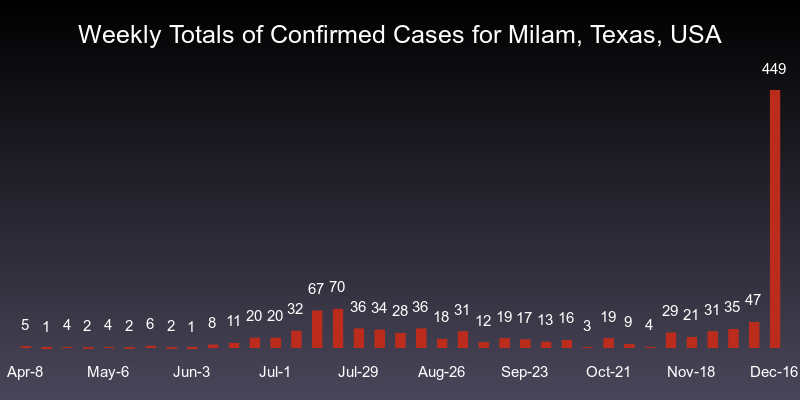 Weekly Totals of Confirmed Cases for Milam, Texas, USA
449
5 1 4 2 4 2 6 2 1 8 11 20 20 32 67 70 36 34 28 36 18 31 12 19 17 13 16 3 19 9 4 29 21 31 35 47
Apr-8 May-6 Jun-3 Jul-1 Jul-29 Aug-26 Sep-23 Oct-21 Nov-18 Dec-16